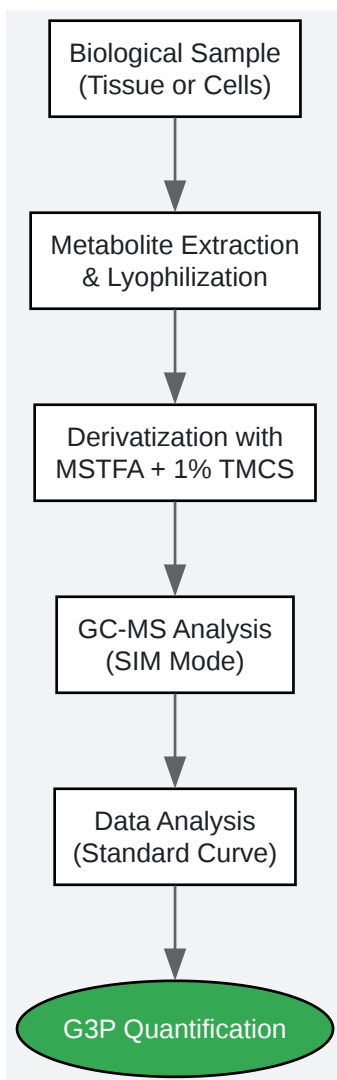 Biological Sample
(Tissue or Cells)
Metabolite Extraction
& Lyophilization
Derivatization with
MSTFA + 1% TMCS
GC-MS Analysis
(SIM Mode)
Data Analysis
(Standard Curve)
G3P Quantification